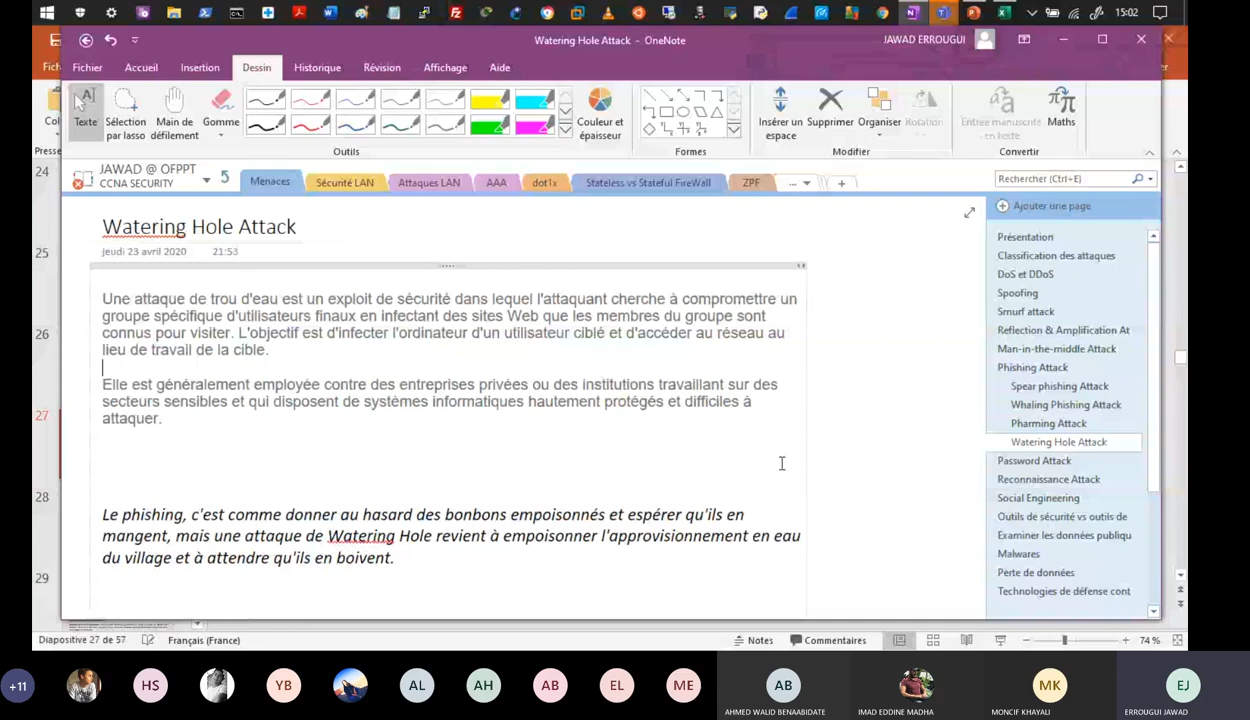 15:02
Watering Hole Attack - OneNote
JAWAD ERROUGUI
Fichier
Accueil
Insertion
Dessin
Historique
Révision
Affichage
Aide
Texte
Sélection par lasso
Main de défilement
Gomme
Couleur et épaisseur
Insérer un espace
Supprimer
Organiser
Rotation
Entrée manuscrite en texte
Maths
Outils
Formes
Modifier
Convertir
JAWAD @ OFPPT
CCNA SECURITY
Menaces
Sécurité LAN
Attaques LAN
AAA
dot1x
Stateless vs Stateful FireWall
ZPF
...
Rechercher (Ctrl+E)
Watering Hole Attack
jeudi 23 avril 2020 21:53
Une attaque de trou d'eau est un exploit de sécurité dans lequel l'attaquant cherche à compromettre un
groupe spécifique d'utilisateurs finaux en infectant des sites Web que les membres du groupe sont
connus pour visiter. L'objectif est d'infecter l'ordinateur d'un utilisateur ciblé et d'accéder au réseau au
lieu de travail de la cible.
Elle est généralement employée contre des entreprises privées ou des institutions travaillant sur des
secteurs sensibles et qui disposent de systèmes informatiques hautement protégés et difficiles à
attaquer.
Le phishing, c'est comme donner au hasard des bonbons empoisonnés et espérer qu'ils en
mangent, mais une attaque de Watering Hole revient à empoisonner l'approvisionnement en eau
du village et à attendre qu'ils en boivent.
Ajouter une page
Présentation
Classification des attaques
DoS et DDoS
Spoofing
Smurf attack
Reflection & Amplification At
Man-in-the-middle Attack
Phishing Attack
Spear phishing Attack
Whaling Phishing Attack
Pharming Attack
Watering Hole Attack
Password Attack
Reconnaissance Attack
Social Engineering
Outils de sécurité vs outils de
Examiner les données publiqu
Malwares
Perte de données
Technologies de défense cont
24
25
26
27
28
29
Diapositive 27 de 57
Français (France)
Notes
Commentaires
74 %
+11
HS
YB
AL
AH
AB
EL
ME
AB
AHMED WALID BENAABIDATE
IMAD EDDINE MADHA
MK
MONCIF KHAYALI
EJ
ERROUGUI JAWAD